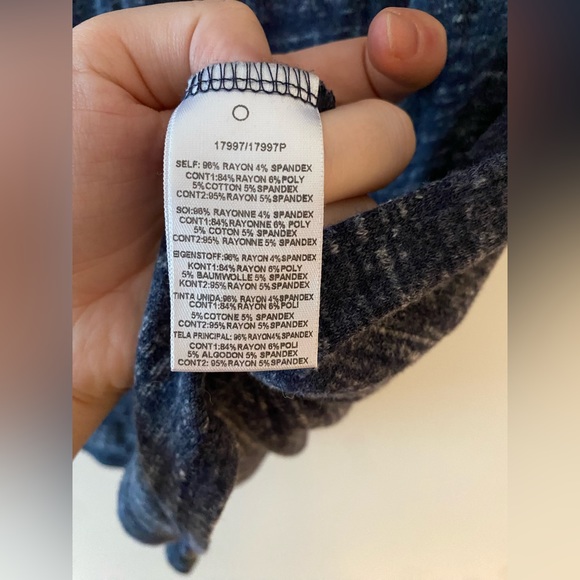 17997/17997P
SELF: 96% RAYON 4% SPANDEX
CONT1:84%RAYON 6%POLY
5%COTTON 5%SPANDEX
CONT2:95%RAYON 5%SPANDEX
SOI:96% RAYONNE 4% SPANDEX
CONT1:84%RAYONNE 6% POLY
5% COTON 5% SPANDEX
CONT2:95% RAYONNE 5% SPANDEX
EIGENSTOFF:96% RAYON 4%SPANDEX
KONT1:84%RAYON 6%POLY
5% BAUMWOLLE 5% SPANDEX
KONT2:95%RAYON 5%SPANDEX
TINTA UNIDA:96% RAYON 4%SPANDEX
CONT1:84%RAYON 6%POLI
5%COTONE 5% SPANDEX
CONT2:95%RAYON 5%SPANDEX
TELA PRINCIPAL: 96%RAYON4% SPANDEX
CONT1:84%RAYON 6%POLI
5% ALGODON 5% SPANDEX
CONT2: 95%RAYON 5%SPANDEX